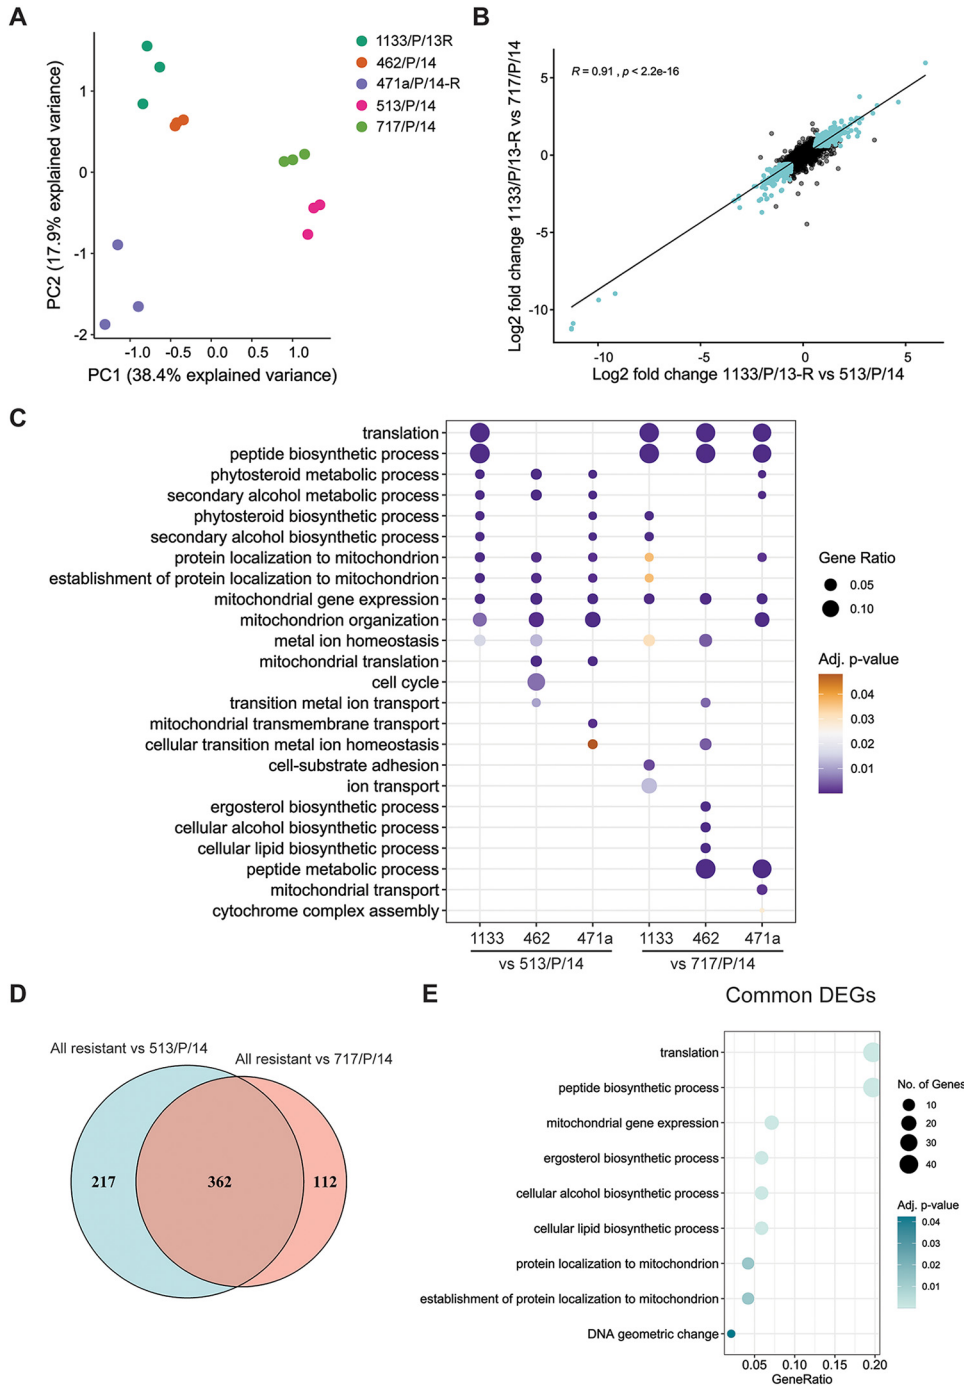 A
1133/P/13R
462/P/14
471a/P/14-R
513/P/14
717/P/14
PC2 (17.9% explained variance)
1
0
-1
-2
-1.0
-0.5
0.0
0.5
1.0
PC1 (38.4% explained variance)
B
R = 0.91 , p < 2.2e-16
Log2 fold change 1133/P/13-R vs 717/P/14
5
0
-5
-10
-10
-5
0
5
Log2 fold change 1133/P/13-R vs 513/P/14
C
translation
peptide biosynthetic process
phytosteroid metabolic process
secondary alcohol metabolic process
phytosteroid biosynthetic process
secondary alcohol biosynthetic process
protein localization to mitochondrion
establishment of protein localization to mitochondrion
mitochondrial gene expression
mitochondrion organization
metal ion homeostasis
mitochondrial translation
cell cycle
transition metal ion transport
mitochondrial transmembrane transport
cellular transition metal ion homeostasis
cell-substrate adhesion
ion transport
ergosterol biosynthetic process
cellular alcohol biosynthetic process
cellular lipid biosynthetic process
peptide metabolic process
mitochondrial transport
cytochrome complex assembly
1133
462
471a
1133
462
471a
vs 513/P/14
vs 717/P/14
Gene Ratio
0.05
0.10
Adj. p-value
0.04
0.03
0.02
0.01
D
All resistant vs 513/P/14
All resistant vs 717/P/14
217
362
112
E
Common DEGs
translation
peptide biosynthetic process
mitochondrial gene expression
ergosterol biosynthetic process
cellular alcohol biosynthetic process
cellular lipid biosynthetic process
protein localization to mitochondrion
establishment of protein localization to mitochondrion
DNA geometric change
0.05
0.10
0.15
0.20
GeneRatio
No. of Genes
10
20
30
40
Adj. p-value
0.04
0.03
0.02
0.01